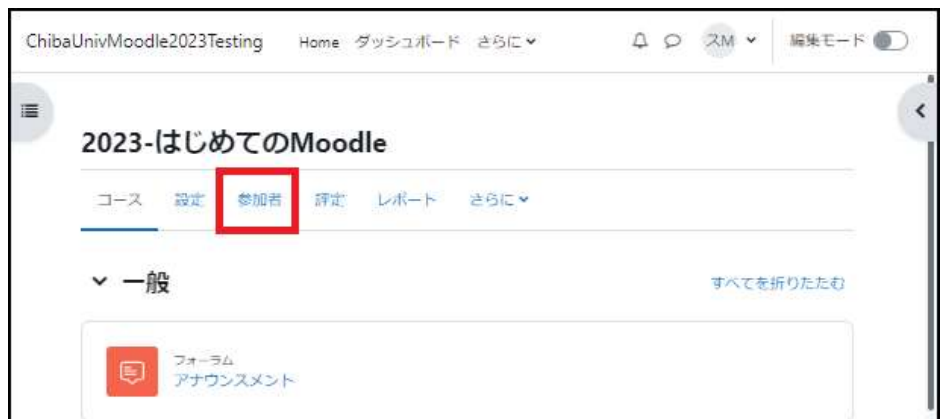 ChibaUnivMoodle2023Testing Home ダッシュボード さらに スM 編集モード
2023-はじめてのMoodle
コース 設定 参加者 評定 レポート さらに
一般 すべてを折りたたむ
フォーラム
アナウンスメント